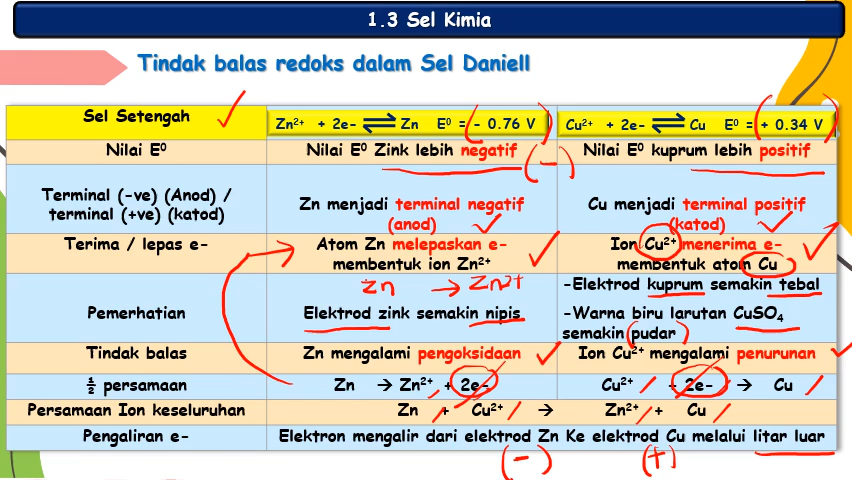 1.3 Sel Kimia
Tindak balas redoks dalam Sel Daniell
Sel Setengah
Zn²⁺ + 2e- ⇌ Zn E⁰ = - 0.76 V
Cu²⁺ + 2e- ⇌ Cu E⁰ = + 0.34 V
Nilai E⁰
Nilai E⁰ Zink lebih negatif
(-)
Nilai E⁰ kuprum lebih positif
Terminal (-ve) (Anod) /
terminal (+ve) (katod)
Zn menjadi terminal negatif
(anod)
Cu menjadi terminal positif
(katod)
Terima / lepas e-
Atom Zn melepaskan e-
membentuk ion Zn²⁺
Ion Cu²⁺ menerima e-
membentuk atom Cu
Pemerhatian
Zn → Zn²⁺
Elektrod zink semakin nipis
-Elektrod kuprum semakin tebal
-Warna biru larutan CuSO₄
semakin pudar
Tindak balas
Zn mengalami pengoksidaan
Ion Cu²⁺ mengalami penurunan
½ persamaan
Zn → Zn²⁺ + 2e-
Cu²⁺ + 2e- → Cu
Persamaan Ion keseluruhan
Zn + Cu²⁺ → Zn²⁺ + Cu
Pengaliran e-
Elektron mengalir dari elektrod Zn Ke elektrod Cu melalui litar luar
(-) (+)